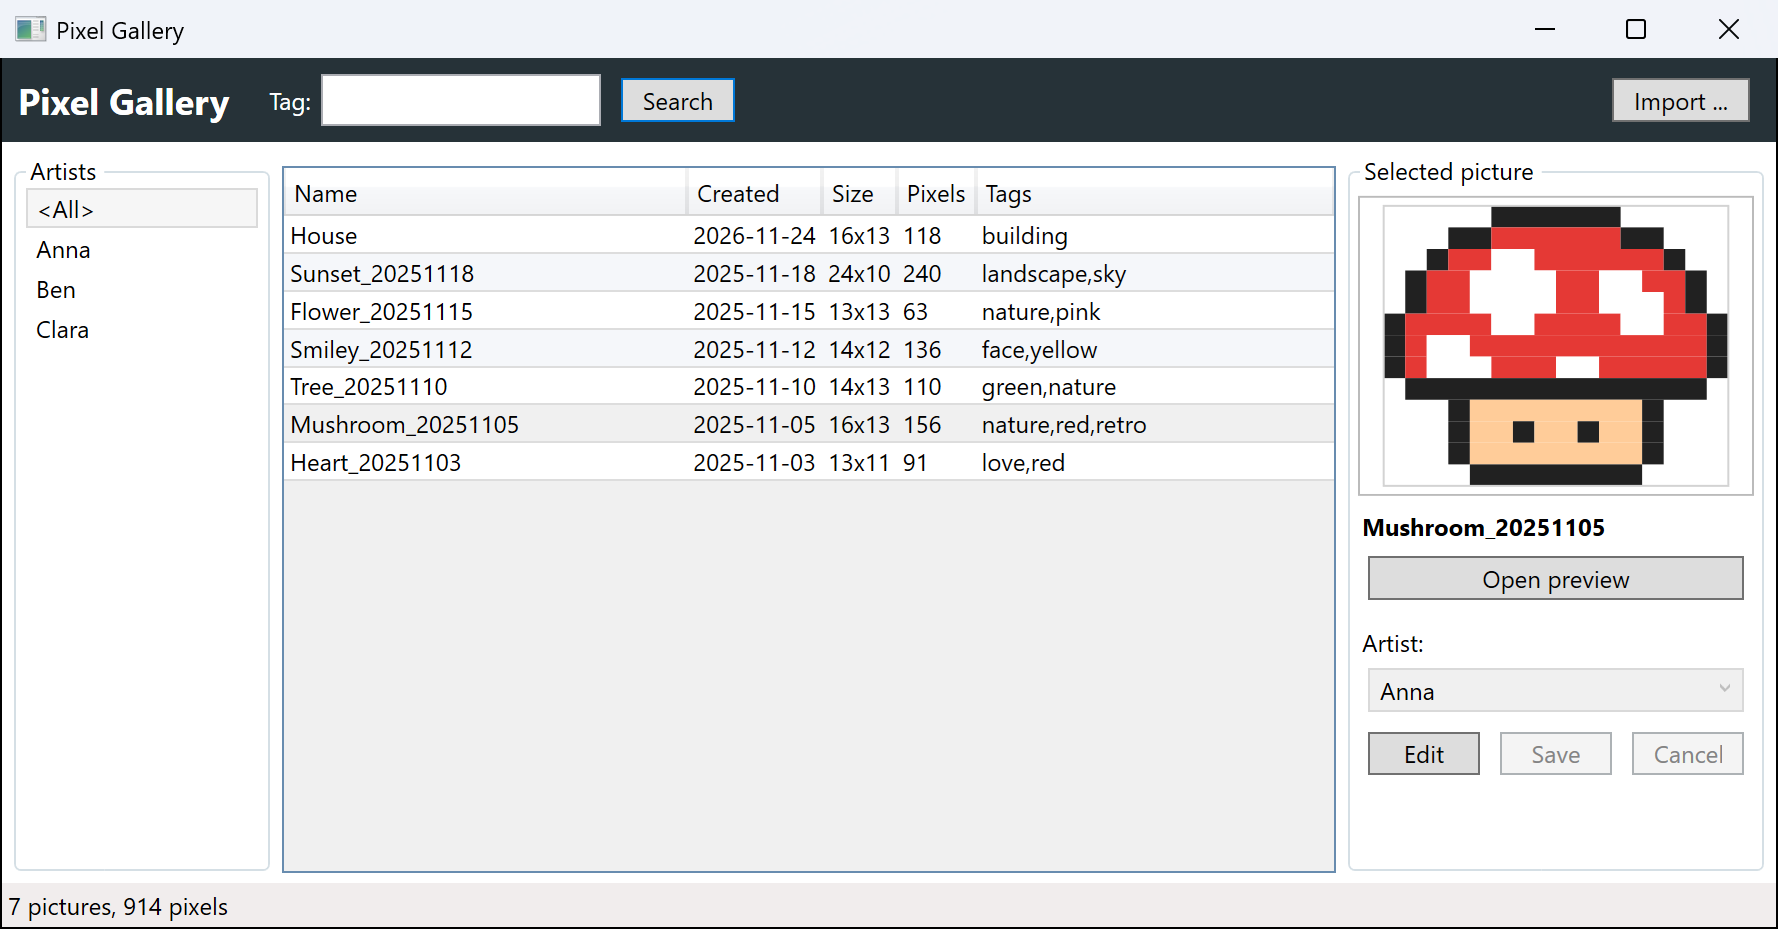 Pixel Gallery
Pixel Gallery Tag: Search Import ...
Artists
<All>
Anna
Ben
Clara
Name Created Size Pixels Tags
House 2026-11-24 16x13 118 building
Sunset_20251118 2025-11-18 24x10 240 landscape,sky
Flower_20251115 2025-11-15 13x13 63 nature,pink
Smiley_20251112 2025-11-12 14x12 136 face,yellow
Tree_20251110 2025-11-10 14x13 110 green,nature
Mushroom_20251105 2025-11-05 16x13 156 nature,red,retro
Heart_20251103 2025-11-03 13x11 91 love,red
Selected picture
Mushroom_20251105
Open preview
Artist:
Anna
Edit Save Cancel
7 pictures, 914 pixels